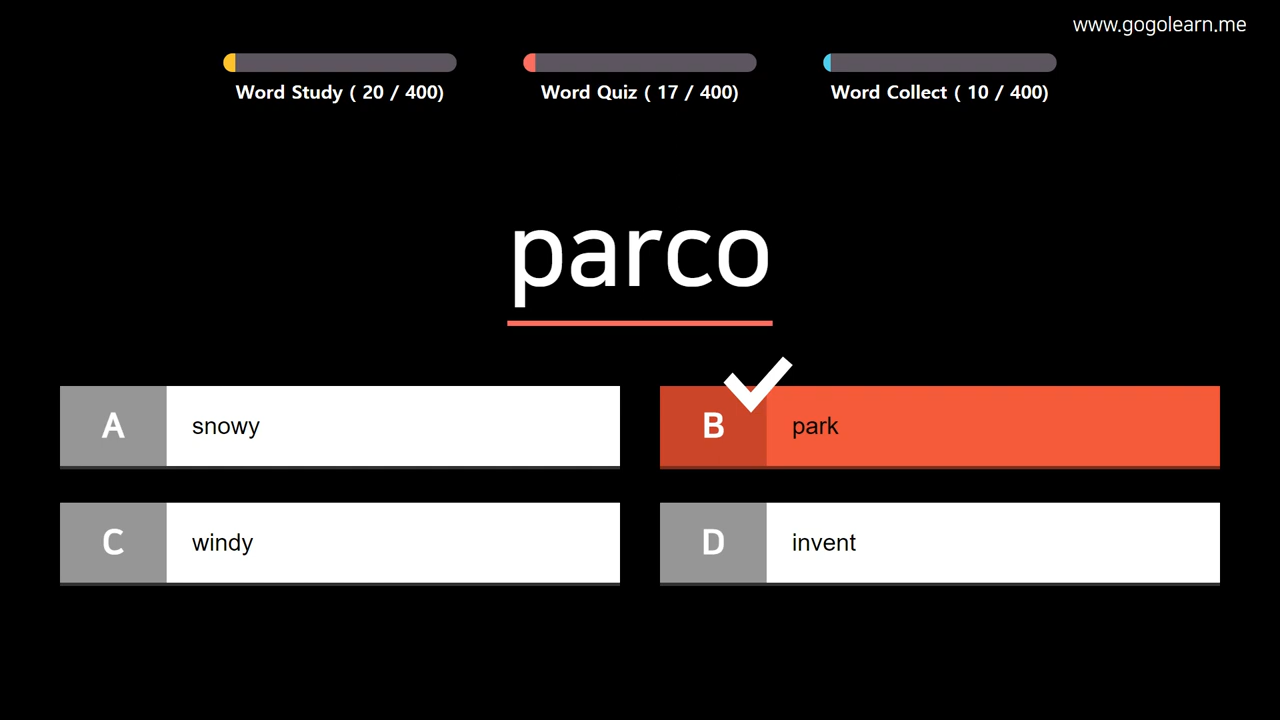 www.gogolearn.me
Word Study ( 20 / 400)
Word Quiz ( 17 / 400)
Word Collect ( 10 / 400)
parco
A snowy
B park
C windy
D invent